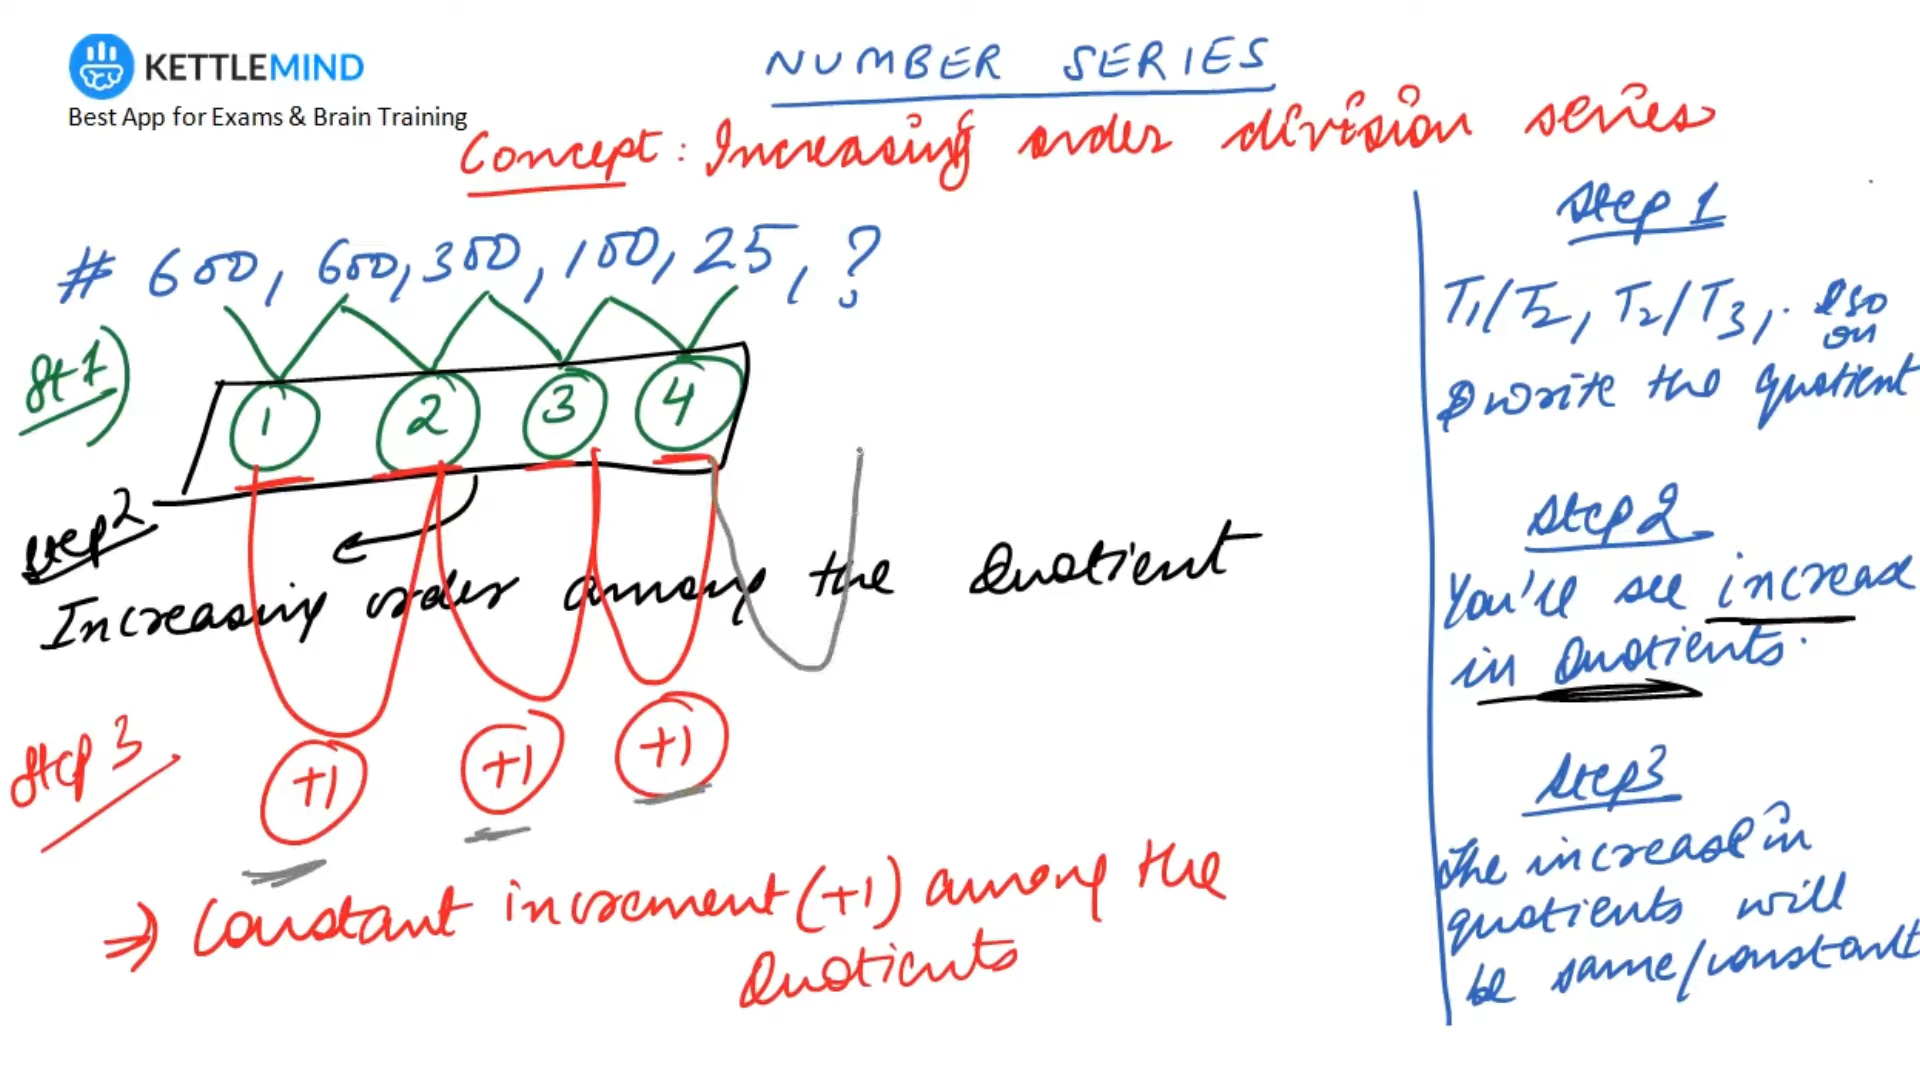 KETTLEMIND
Best App for Exams & Brain Training
NUMBER SERIES
Concept: Increasing order division series
# 600, 600, 300, 100, 25, ?
St 1)
1 2 3 4
Step 2
Increasing order among the Quotient
Step 3
+1 +1 +1
⇒ Constant increment (+1) among the
Quotients
Step 1
T1/T2, T2/T3, . & so
on
& write the quotient
Step 2
You'll see increase
in Quotients.
Step 3
The increase in
quotients will
be same/constant